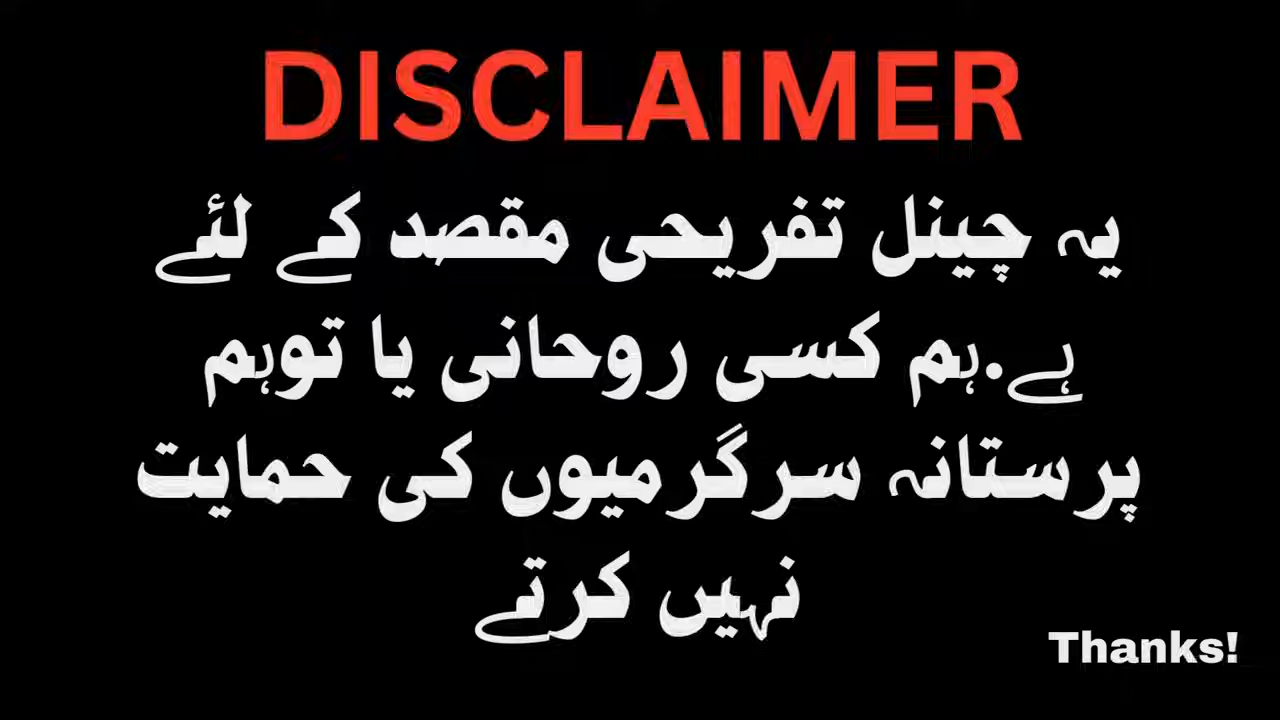 DISCLAIMER
یہ چینل تفریحی مقصد کے لئے
ہے.ہم کسی روحانی یا توہم
پرستانہ سرگرمیوں کی حمایت
نہیں کرتے
Thanks!